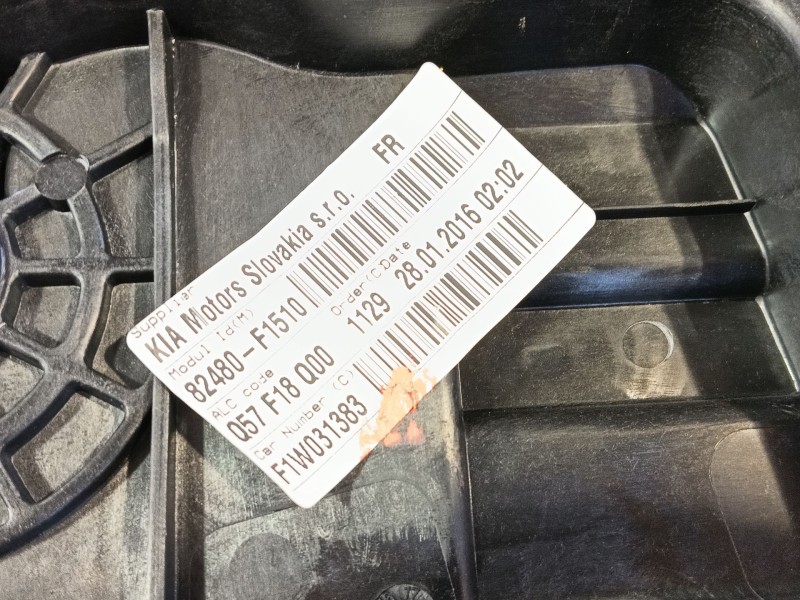 Supplier
KIA Motors Slovakia s.r.o. FR
Modul Id(M)
82480-F1510
ALC code Order(C:Date
Q57 F18 Q00 1129 28.01.2016 02:02
Car Number (C)
F1W031383